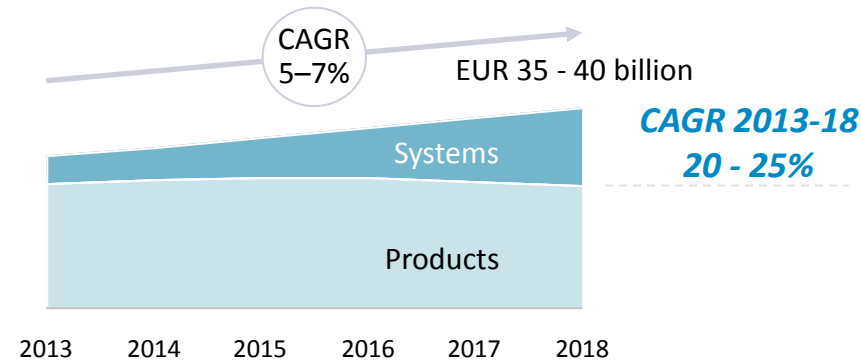 CAGR
5–7%
EUR 35 - 40 billion
CAGR 2013-18
20 - 25%
Systems
Products
2013 2014 2015 2016 2017 2018